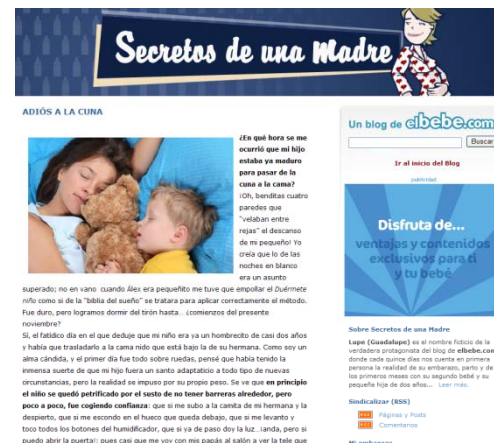 Secretos de una Madre
ADIÓS A LA CUNA
¿En qué hora se me
ocurrió que mi hijo
estaba ya maduro
para pasar de la
cuna a la cama?
¡Oh, benditas cuatro
paredes que
"velaban entre
rejas" el descanso
de mi pequeño! Yo
creía que lo de las
noches en blanco
era un asunto
superado; no en vano cuando Álex era pequeñito me tuve que empollar el Duérmete
niño como si de la "biblia del sueño" se tratara para aplicar correctamente el método.
Fue duro, pero logramos dormir del tirón hasta... ¿comienzos del presente
noviembre?
Sí, el fatídico día en el que deduje que mi niño era ya un hombrecito de casi dos años
y había que trasladarlo a la cama nido que está bajo la de su hermana. Como soy un
alma cándida, y el primer día fue todo sobre ruedas, pensé que había tenido la
inmensa suerte de que mi hijo fuera un santo adaptaticio a todo tipo de nuevas
circunstancias, pero la realidad se impuso por su propio peso. Se ve que en principio
el niño se quedó petrificado por el susto de no tener barreras alrededor, pero
poco a poco, fue cogiendo confianza: que si me subo a la camita de mi hermana y la
despierto, que si me escondo en el hueco que queda debajo, que si me levanto y
toco todos los botones del humidificador, que si ya de paso doy la luz...¡anda, pero si
puedo abrir la puerta!; pues casi que me voy con mis papás al salón a ver la tele que
Un blog de elbebe.com
Buscar
Ir al inicio del Blog
publicidad
Disfruta de...
ventajas y contenidos
exclusivos para ti
y tu bebé
Sobre Secretos de una Madre
Lupe (Guadalupe) es el nombre ficticio de la
verdadera protagonista del blog de elbebe.com
donde cada quince días nos cuenta en primera
persona la realidad de su embarazo, parto y de
los primeros meses con su segundo bebé y su
pequeña hija de dos años... Leer más.
Sindicalizar (RSS)
Páginas y Posts
Comentarios
Mi embarazo